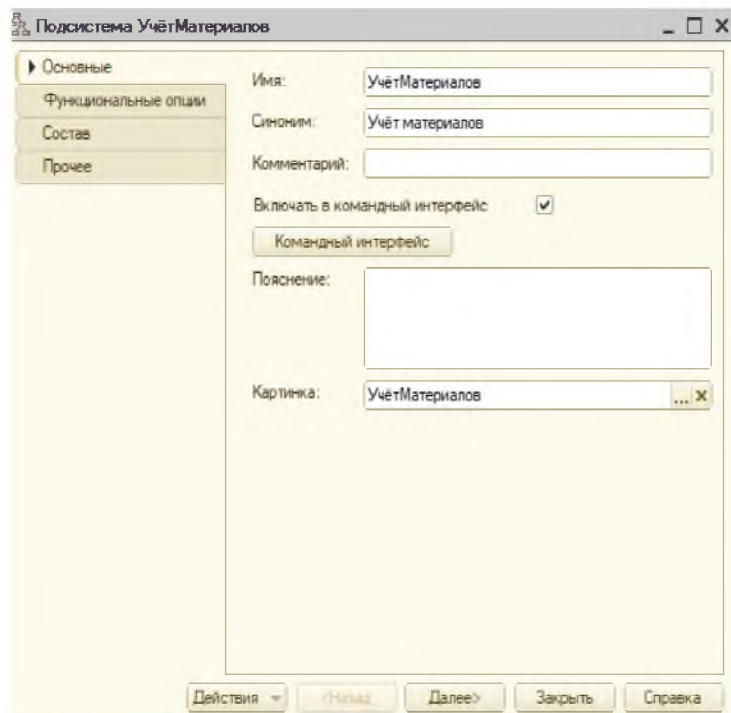 Подсистема УчётМатериалов
Основные
Функциональные опции
Состав
Прочее
Имя: УчётМатериалов
Синоним: Учёт материалов
Комментарий:
Включать в командный интерфейс
Командный интерфейс
Пояснение:
Картинка: УчётМатериалов ... x
Действия <Назад Далее> Закрыть Справка